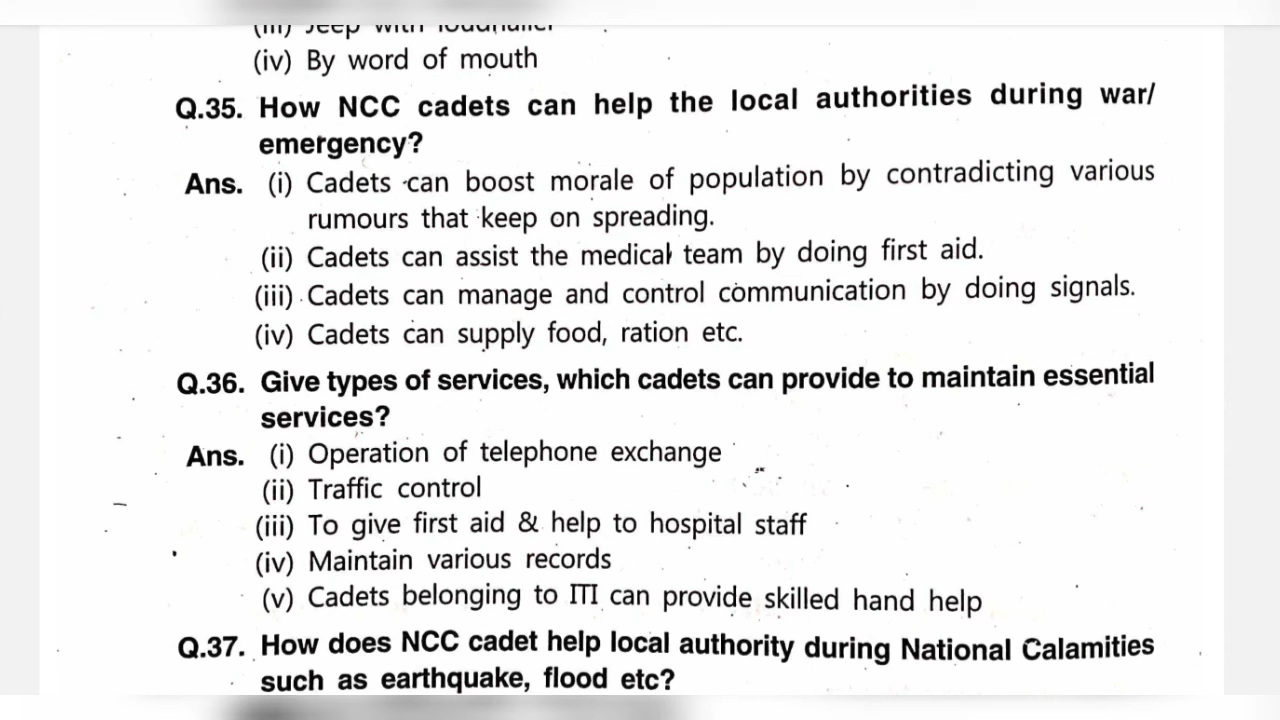 (iii) Jeep with loudhailer
(iv) By word of mouth
Q.35. How NCC cadets can help the local authorities during war/
emergency?
Ans. (i) Cadets can boost morale of population by contradicting various
rumours that keep on spreading.
(ii) Cadets can assist the medical team by doing first aid.
(iii) Cadets can manage and control communication by doing signals.
(iv) Cadets can supply food, ration etc.
Q.36. Give types of services, which cadets can provide to maintain essential
services?
Ans. (i) Operation of telephone exchange
(ii) Traffic control
(iii) To give first aid & help to hospital staff
(iv) Maintain various records
(v) Cadets belonging to ITI can provide skilled hand help
Q.37. How does NCC cadet help local authority during National Calamities
such as earthquake, flood etc?